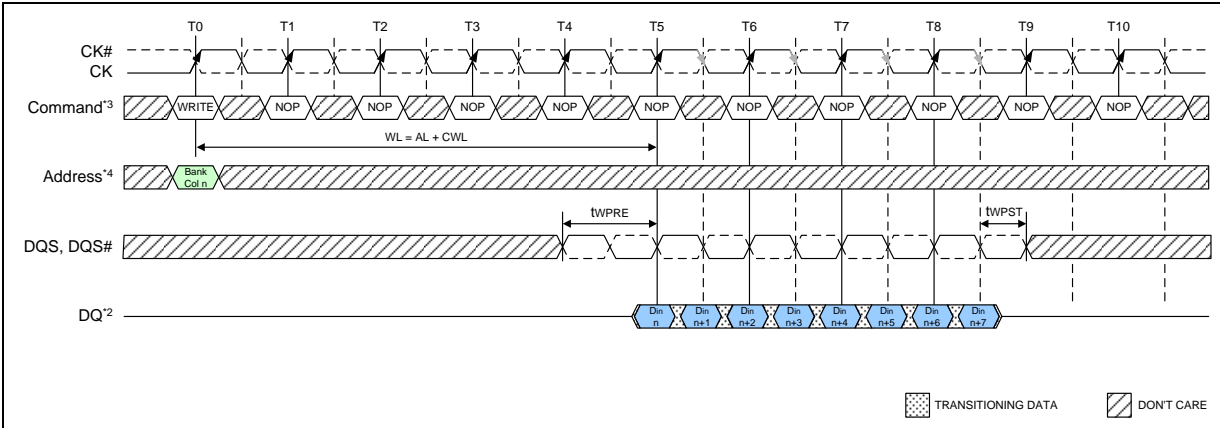 T0 T1 T2 T3 T4 T5 T6 T7 T8 T9 T10
CK#
CK
Command*3 WRITE NOP NOP NOP NOP NOP NOP NOP NOP NOP NOP
WL = AL + CWL
Address*4 Bank
Col n
tWPRE tWPST
DQS, DQS#
DQ*2 Din n Din n+1 Din n+2 Din n+3 Din n+4 Din n+5 Din n+6 Din n+7
TRANSITIONING DATA DON'T CARE